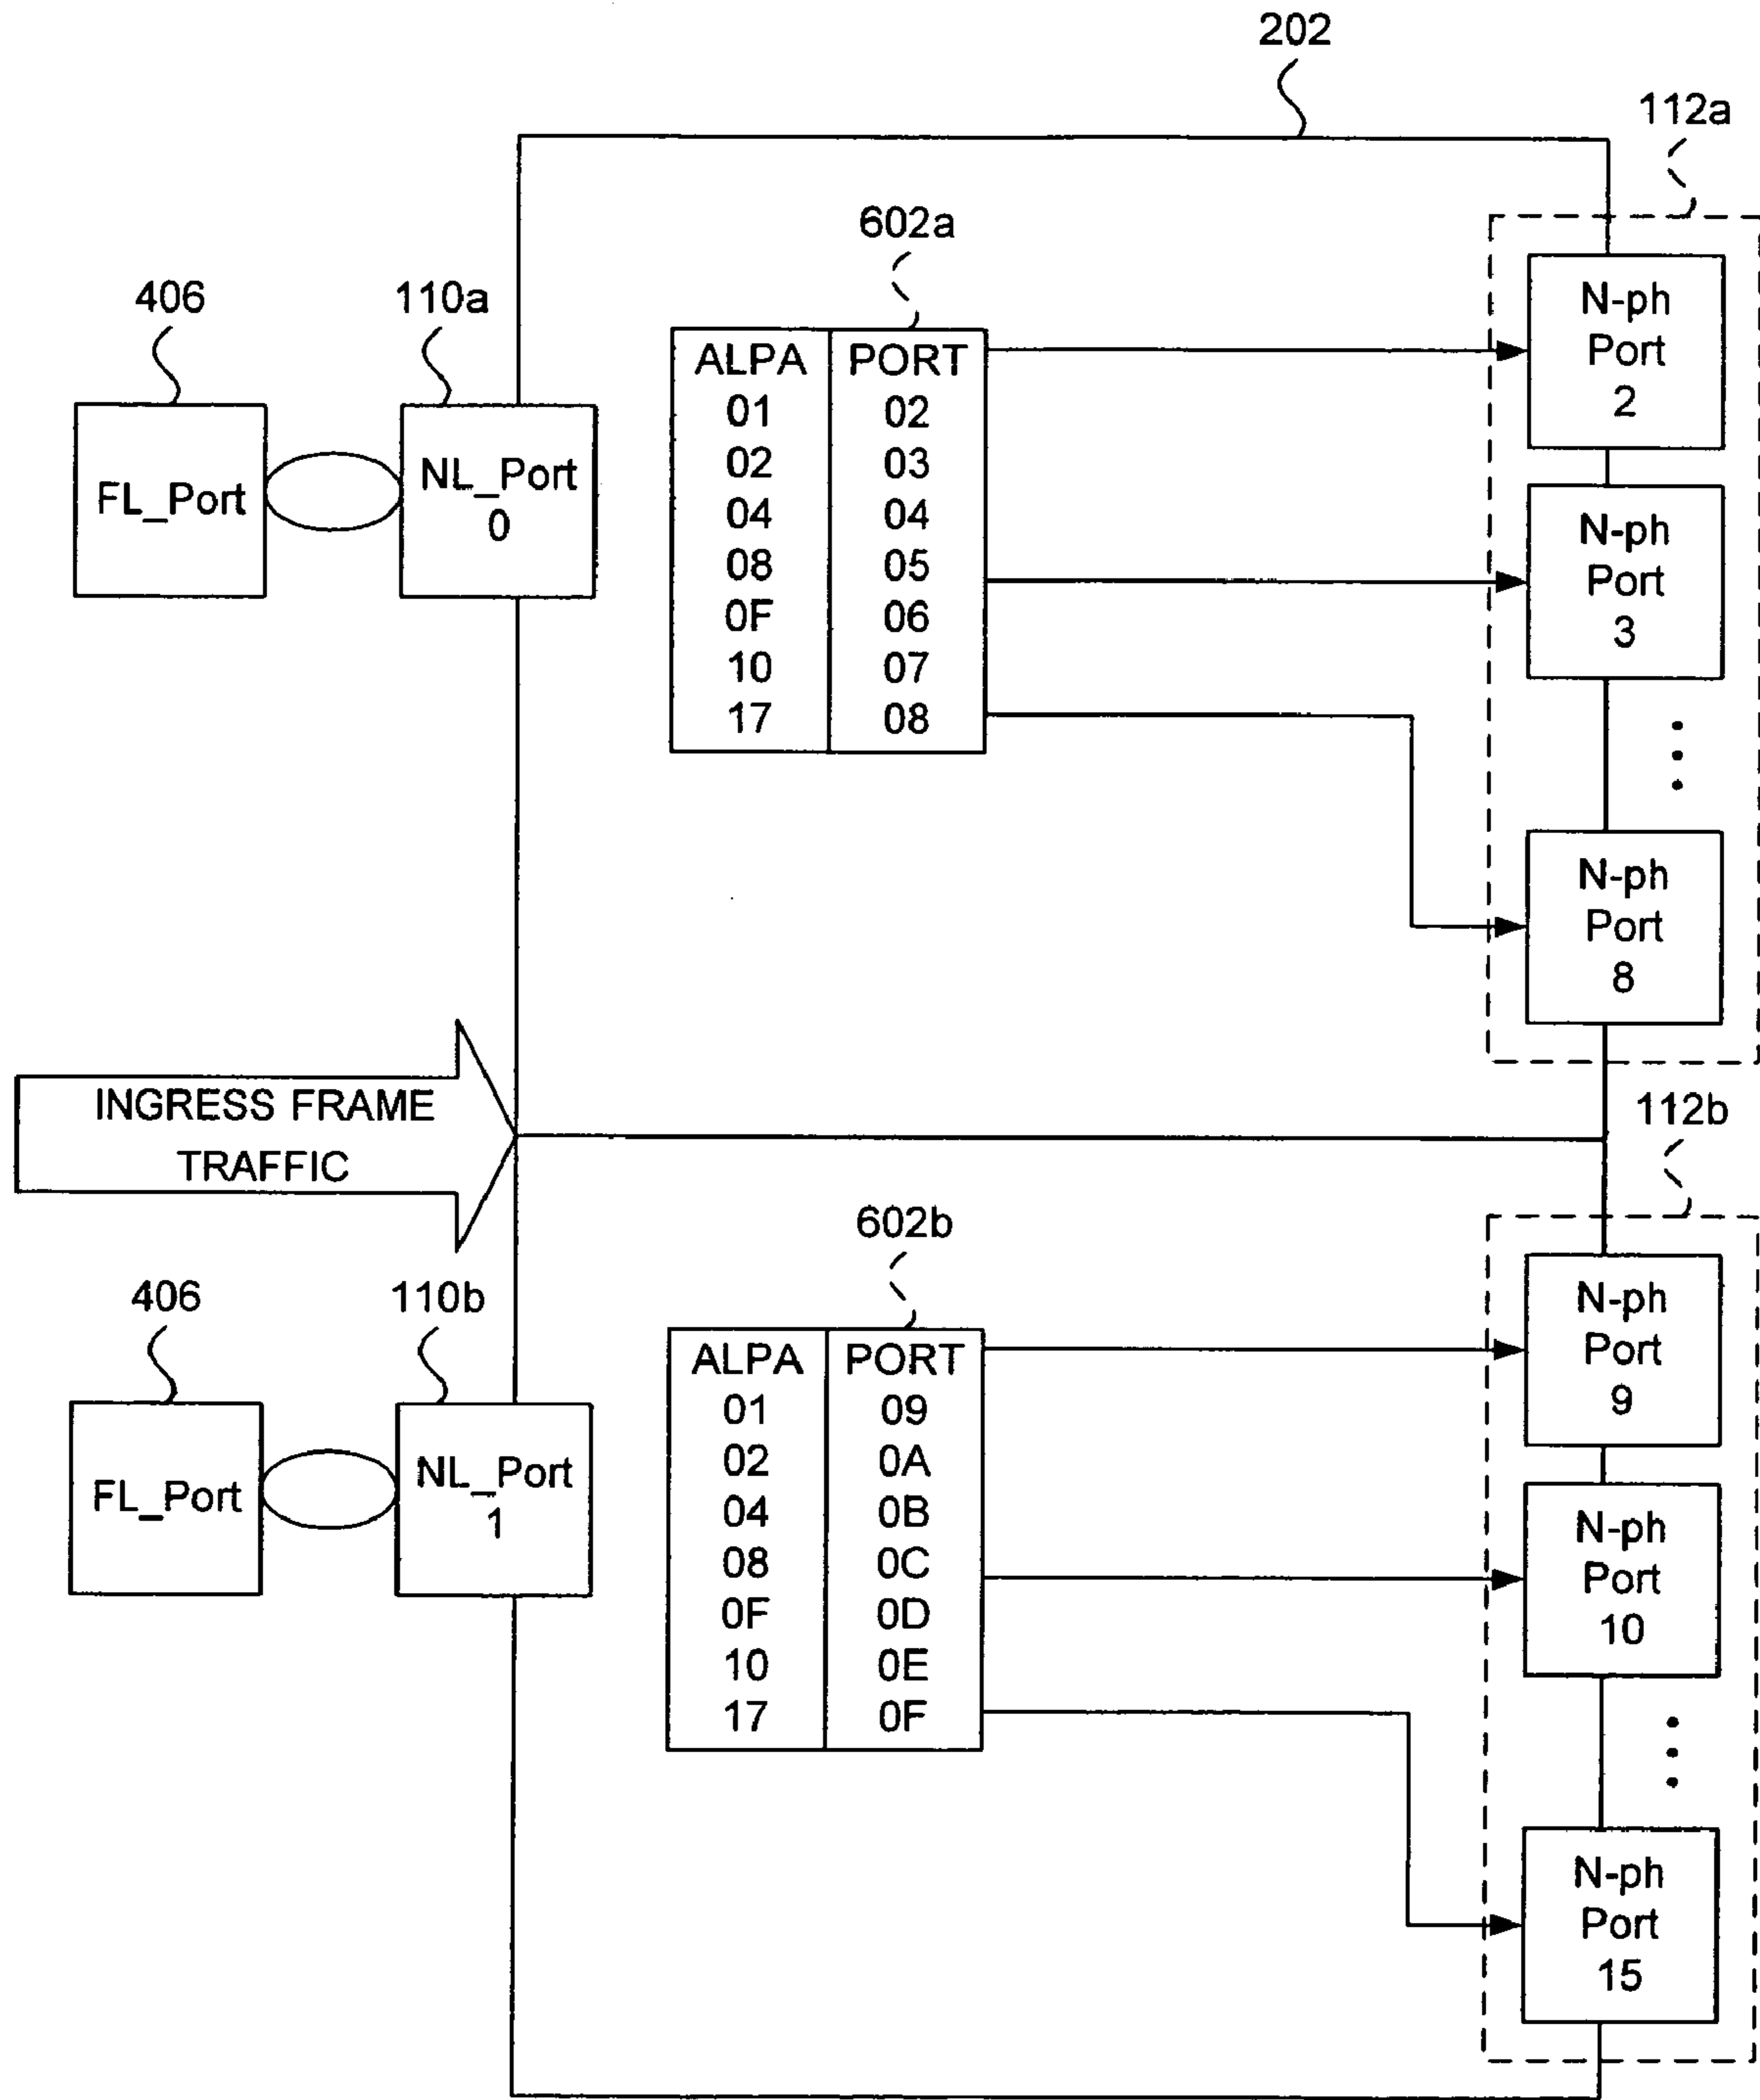 202
112a
602a
406
110a
N-ph
Port
2
ALPA PORT
01 02
02 03
04 04
08 05
0F 06
10 07
17 08
FL_Port
NL_Port
0
N-ph
Port
3
N-ph
Port
8
INGRESS FRAME
TRAFFIC
112b
602b
406
110b
N-ph
Port
9
ALPA PORT
01 09
02 0A
04 0B
08 0C
0F 0D
10 0E
17 0F
FL_Port
NL_Port
1
N-ph
Port
10
N-ph
Port
15